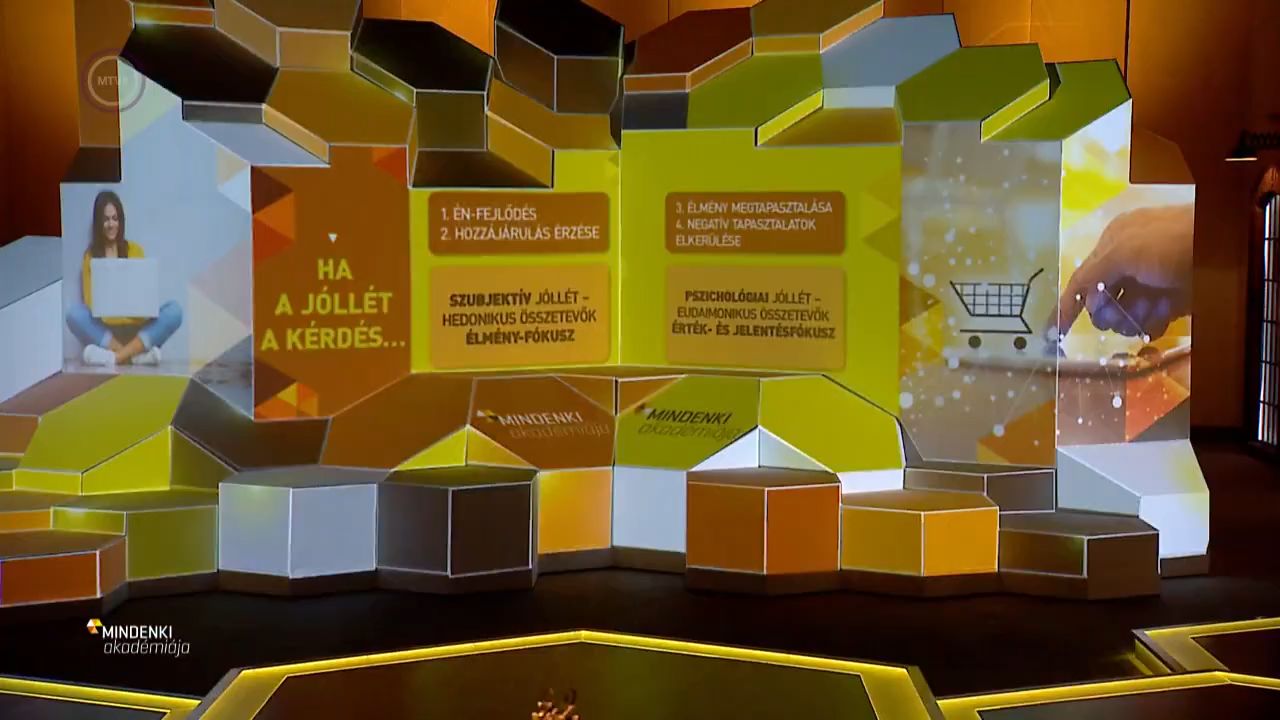 MTVA
HA
A JÓLLÉT
A KÉRDÉS...
1. ÉN-FEJLŐDÉS
2. HOZZÁJÁRULÁS ÉRZÉSE
SZUBJEKTÍV JÓLLÉT –
HEDONIKUS ÖSSZETEVŐK
ÉLMÉNY-FÓKUSZ
3. ÉLMÉNY MEGTAPASZTALÁSA
4. NEGATÍV TAPASZTALATOK
ELKERÜLÉSE
PSZICHOLÓGIAI JÓLLÉT –
EUDAIMONIKUS ÖSSZETEVŐK
ÉRTÉK- ÉS JELENTÉSFÓKUSZ
MINDENKI
akadémiája
MINDENKI
akadémiája
MINDENKI
akadémiája